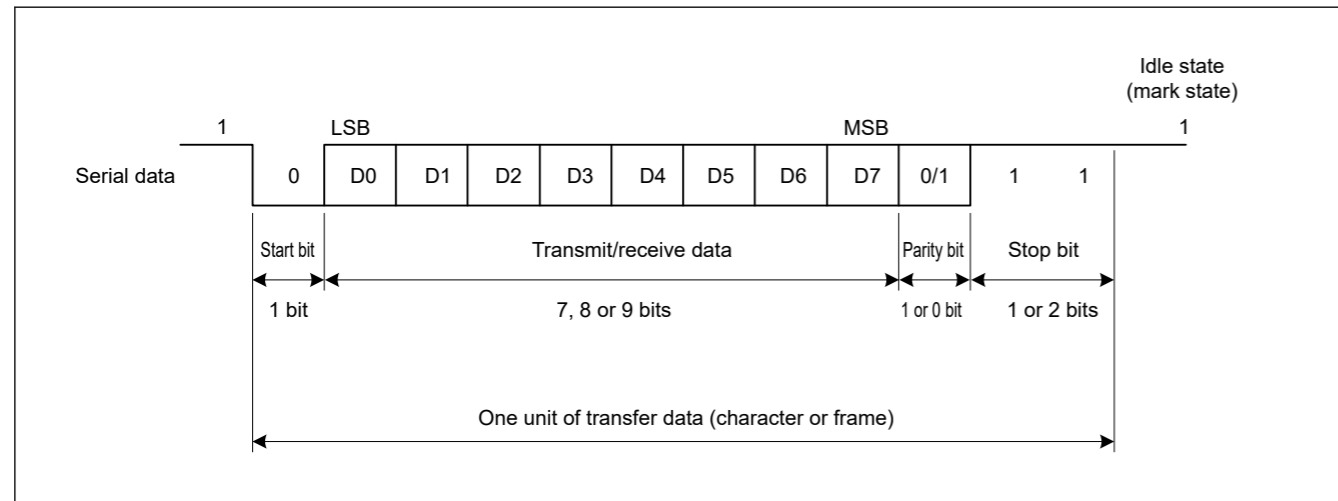 Idle state
(mark state)
1 LSB MSB 1
Serial data 0 D0 D1 D2 D3 D4 D5 D6 D7 0/1 1 1
Start bit Transmit/receive data Parity bit Stop bit
1 bit 7, 8 or 9 bits 1 or 0 bit 1 or 2 bits
One unit of transfer data (character or frame)